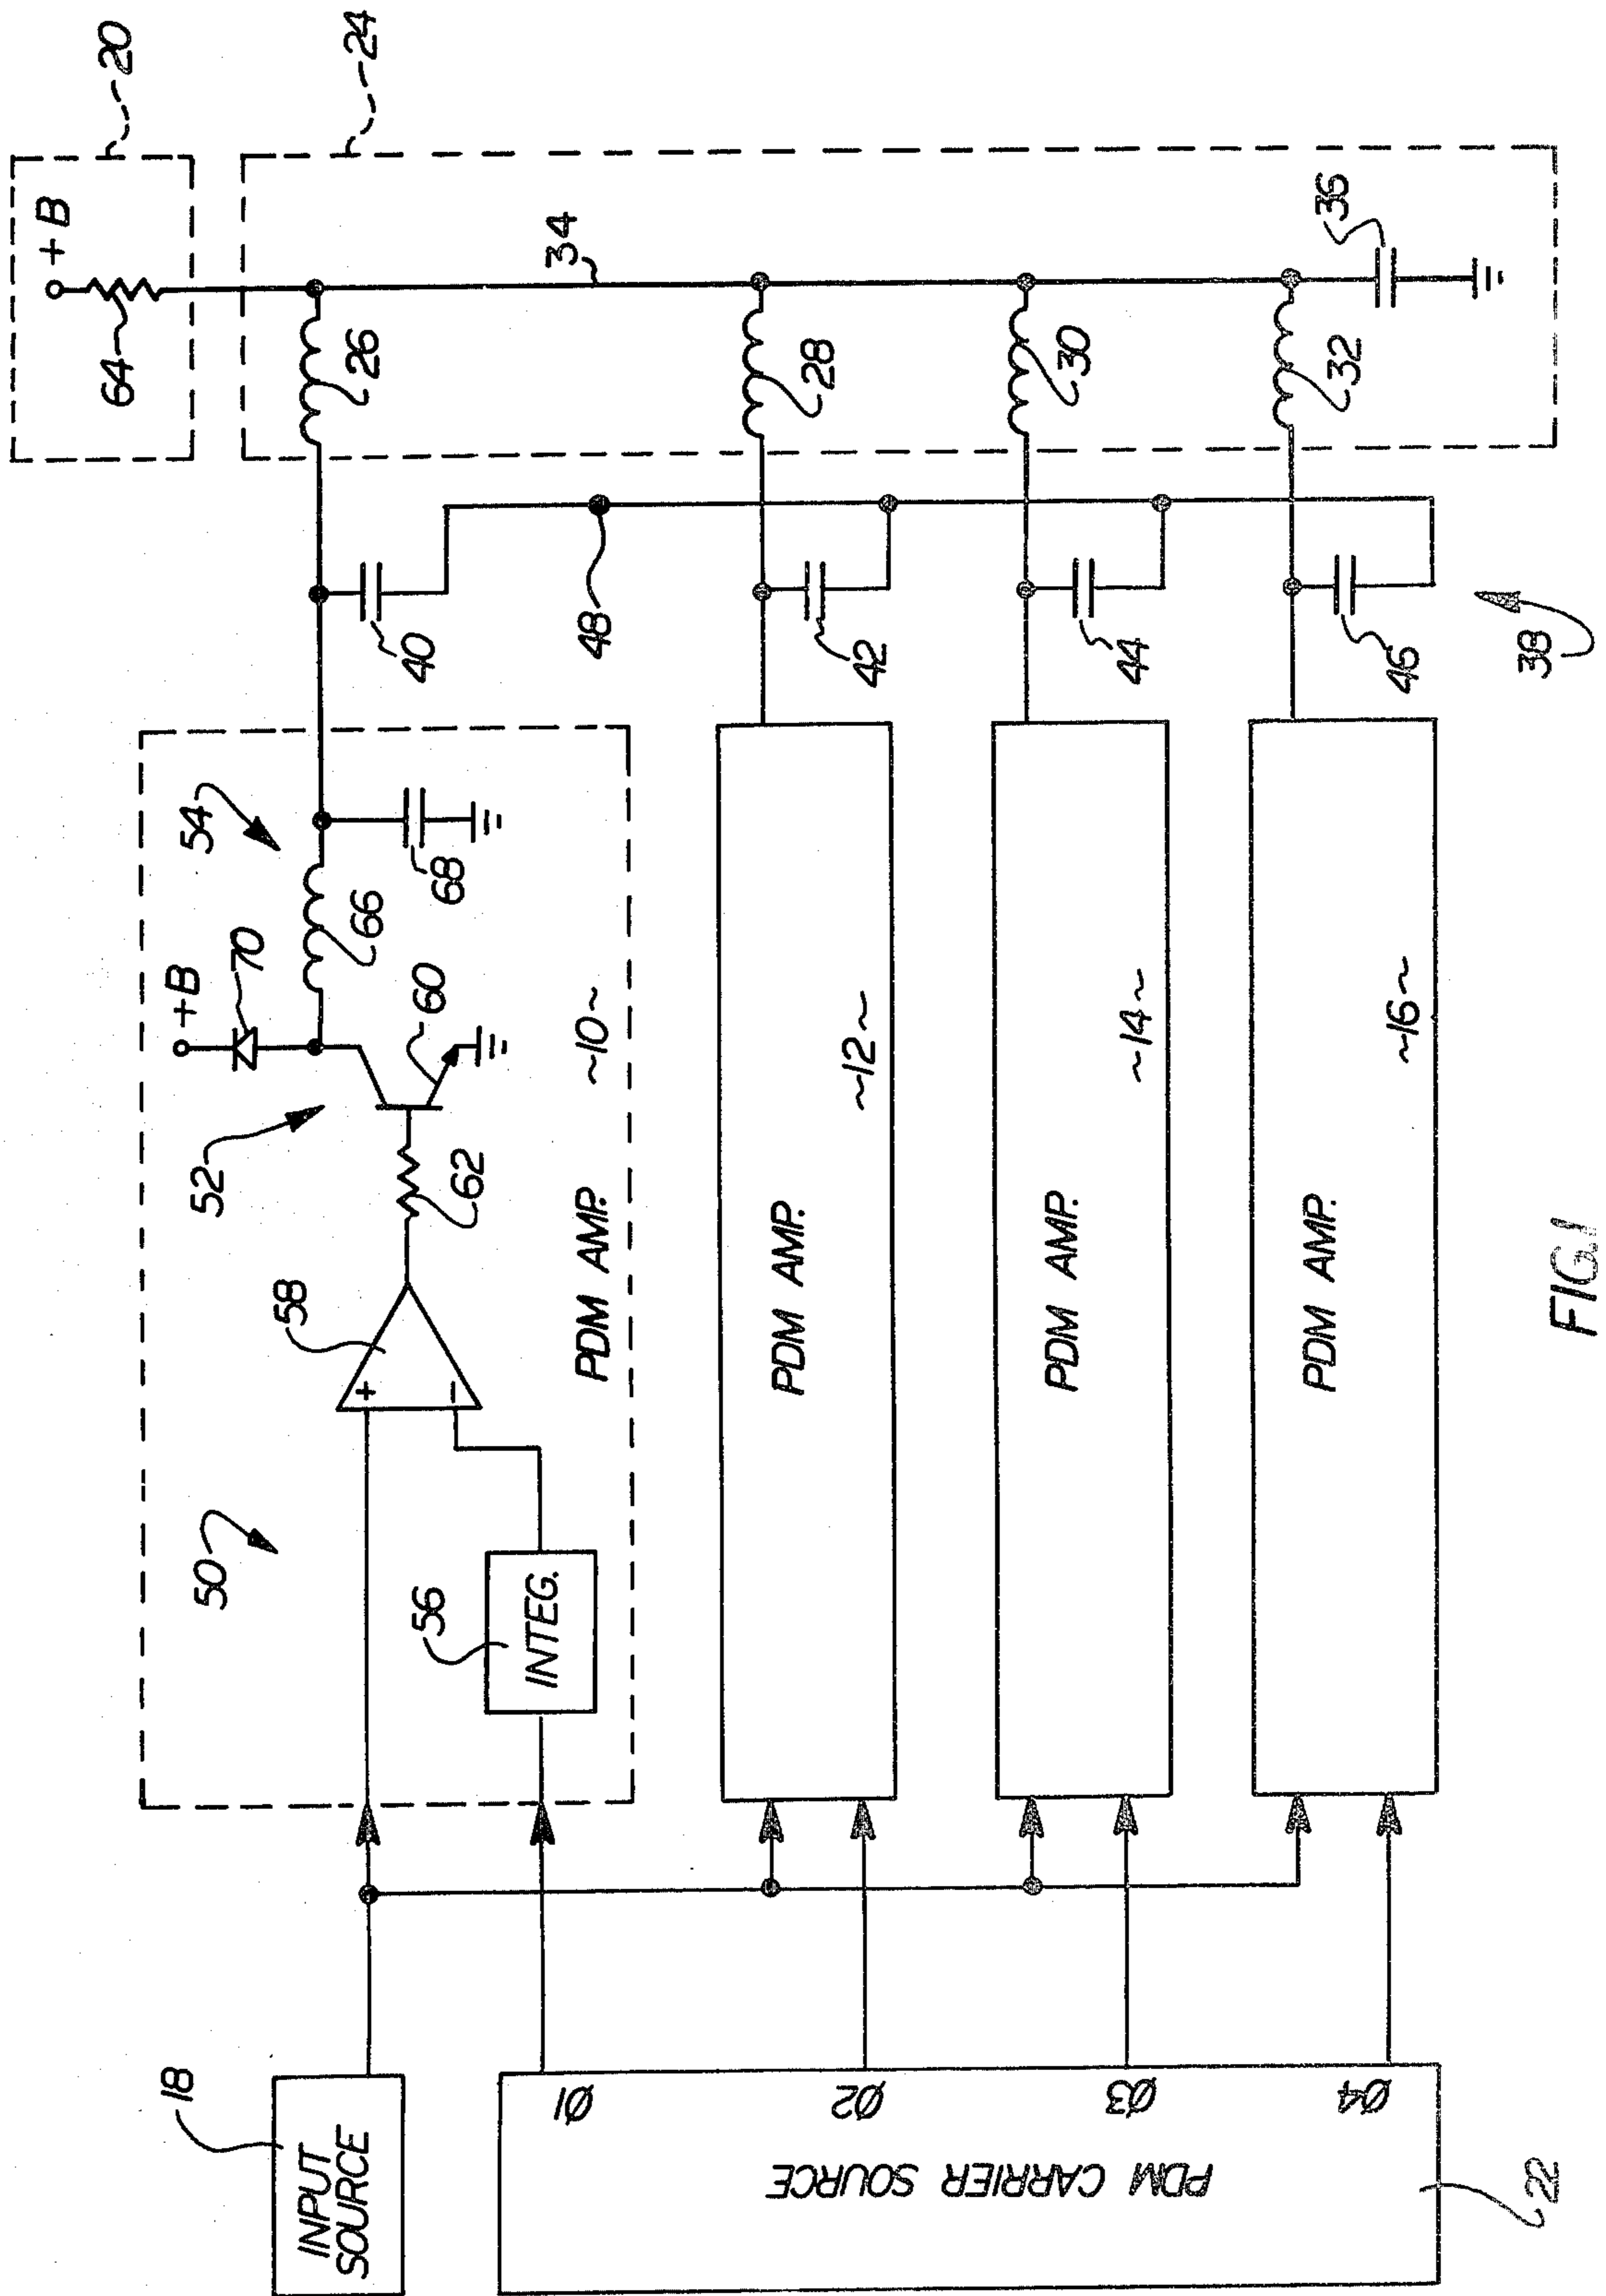 INPUT
SOURCE
18
PDM CARRIER SOURCE
22
Ø1
Ø2
Ø3
Ø4
50
56
INTEG.
58
+
−
52
62
60
+B
70
54
66
68
PDM AMP.
~10~
PDM AMP.
~12~
PDM AMP.
~14~
PDM AMP.
~16~
40
42
44
46
48
38
+B
64
20
24
26
28
30
32
34
36
FIG.1